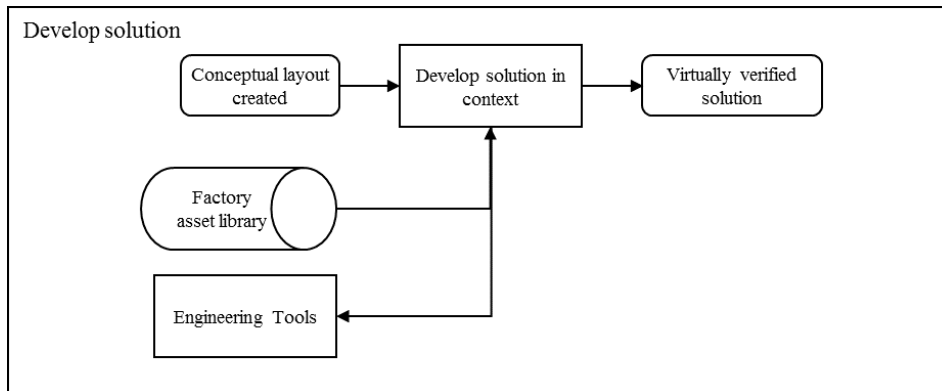 Develop solution
Conceptual layout
created
Develop solution in
context
Virtually verified
solution
Factory
asset library
Engineering Tools